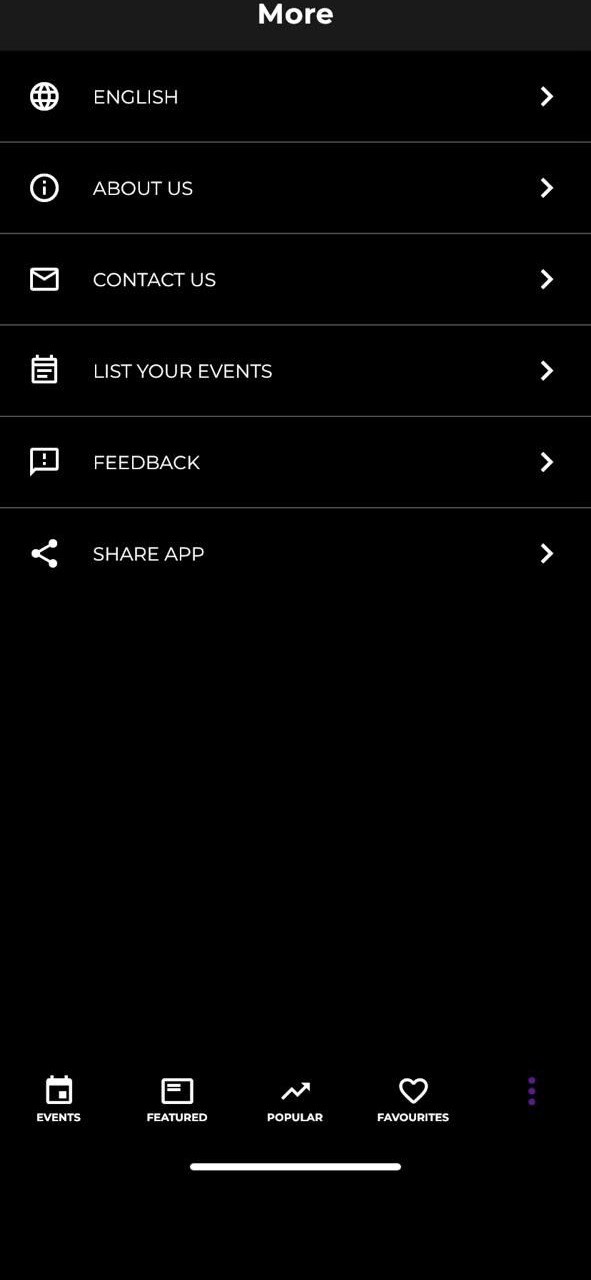 More
ENGLISH
ABOUT US
CONTACT US
LIST YOUR EVENTS
FEEDBACK
SHARE APP
EVENTS
FEATURED
POPULAR
FAVOURITES